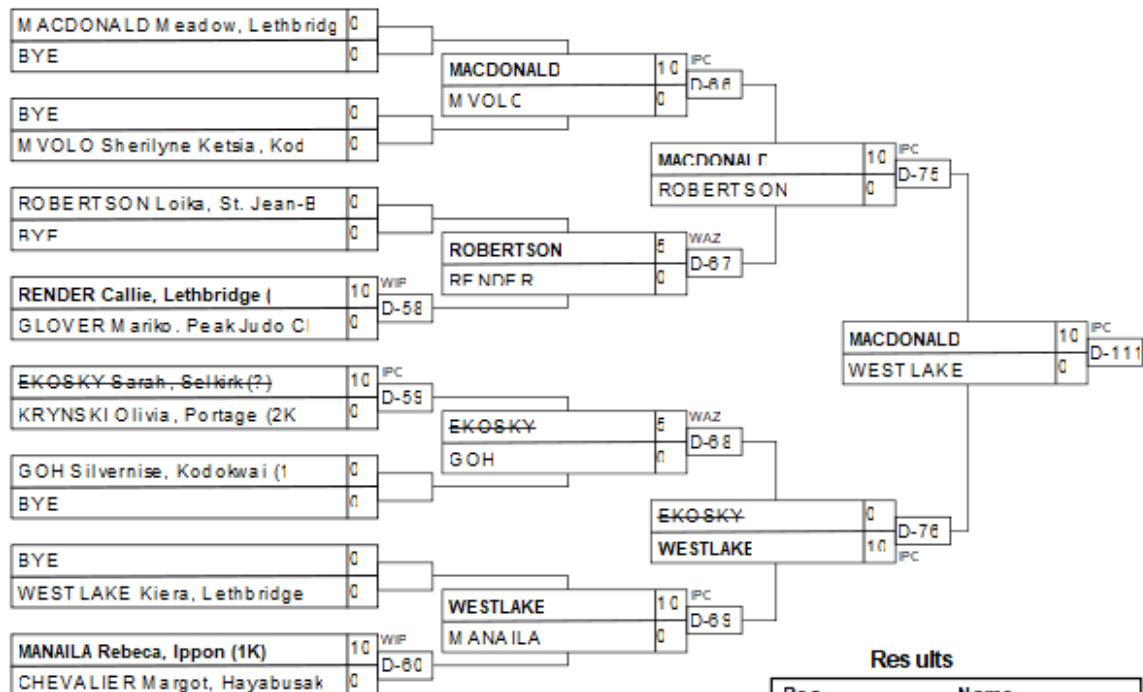 MACDONALD Meadow, Lethbridg 0
BYE 0
BYE 0
MVOLO Sherilyne Ketsia, Kod 0
ROBERTSON Loika, St. Jean-B 0
BYE 0
RENDER Callie, Lethbridge ( 10 WIP
GLOVER Mariko. Peak Judo Cl 0
D-58
EKOSKY Sarah, Selkirk (?) 10 IPC
KRYNSKI Olivia, Portage (2K 0
D-59
GOH Silvernise, Kodokwai (1 0
BYE 0
BYE 0
WESTLAKE Kiera, Lethbridge 0
MANAILA Rebeca, Ippon (1K) 10 WIP
CHEVALIER Margot, Hayabusak 0
D-60
MACDONALD 10 IPC
MVOLO 0
D-66
ROBERTSON 5 WAZ
RENDER 0
D-67
EKOSKY 5 WAZ
GOH 0
D-68
WESTLAKE 10 IPC
MANAILA 0
D-69
MACDONALD 10 IPC
ROBERTSON 0
D-75
EKOSKY 0
WESTLAKE 10 IPC
D-76
MACDONALD 10 IPC
WESTLAKE 0
D-111
Results
Name